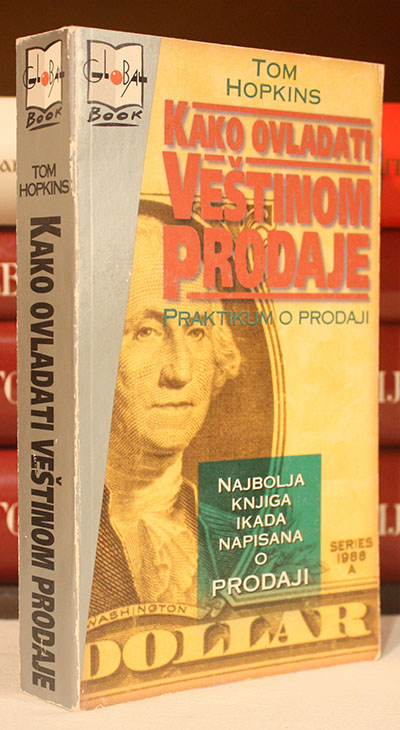 GLOBAL
BOOK
TOM
HOPKINS
KAKO OVLADATI VEŠTINOM PRODAJE
GLOBAL
BOOK
TOM
HOPKINS
KAKO OVLADATI
VEŠTINOM
PRODAJE
PRAKTIKUM O PRODAJI
NAJBOLJA
KNJIGA
IKADA
NAPISANA
O
PRODAJI
SERIES
1988
A
WASHINGTON
DOLLAR